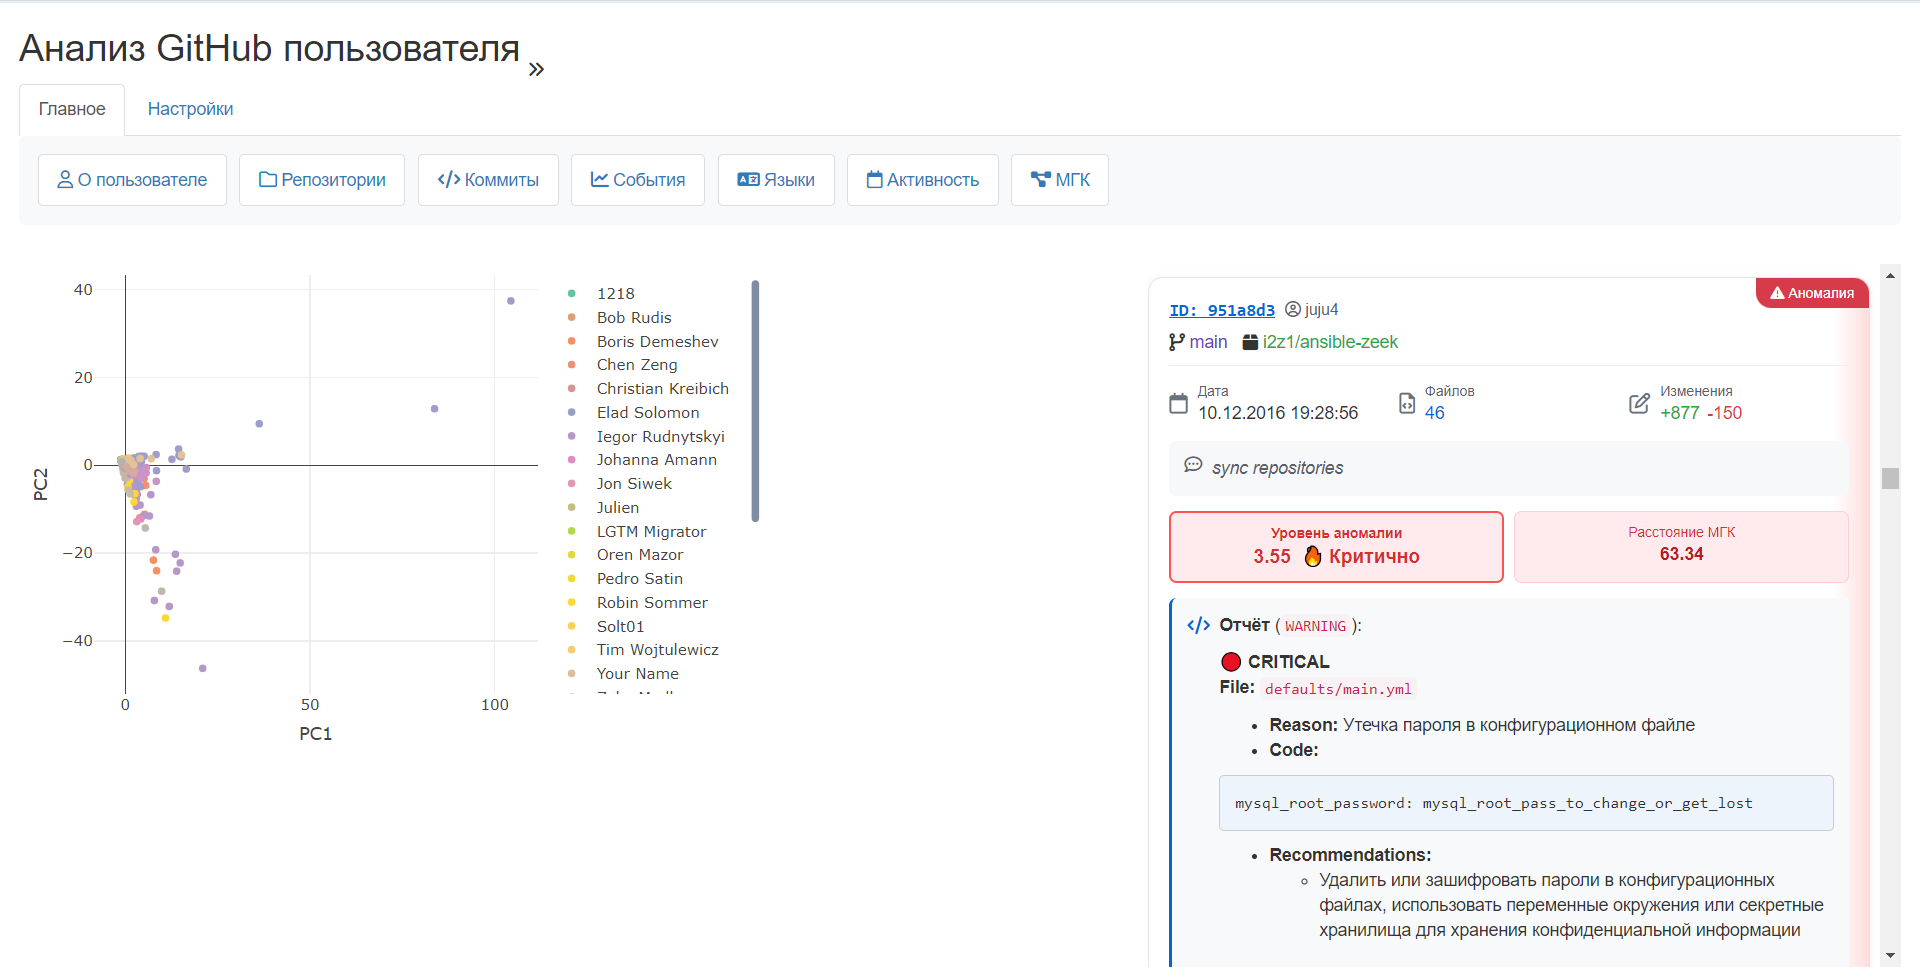 Анализ GitHub пользователя »
Главное Настройки
О пользователе Репозитории </> Коммиты События Языки Активность МГК
40
20
0
−20
−40
PC2
0 50 100
PC1
1218
Bob Rudis
Boris Demeshev
Chen Zeng
Christian Kreibich
Elad Solomon
Iegor Rudnytskyi
Johanna Amann
Jon Siwek
Julien
LGTM Migrator
Oren Mazor
Pedro Satin
Robin Sommer
Solt01
Tim Wojtulewicz
Your Name
Аномалия
ID: 951a8d3 juju4
main i2z1/ansible-zeek
Дата
10.12.2016 19:28:56
Файлов
46
Изменения
+877 -150
sync repositories
Уровень аномалии
3.55 🔥 Критично
Расстояние МГК
63.34
</> Отчёт ( WARNING ):
🔴 CRITICAL
File: defaults/main.yml
• Reason: Утечка пароля в конфигурационном файле
• Code:
mysql_root_password: mysql_root_pass_to_change_or_get_lost
• Recommendations:
◦ Удалить или зашифровать пароли в конфигурационных
файлах, использовать переменные окружения или секретные
хранилища для хранения конфиденциальной информации